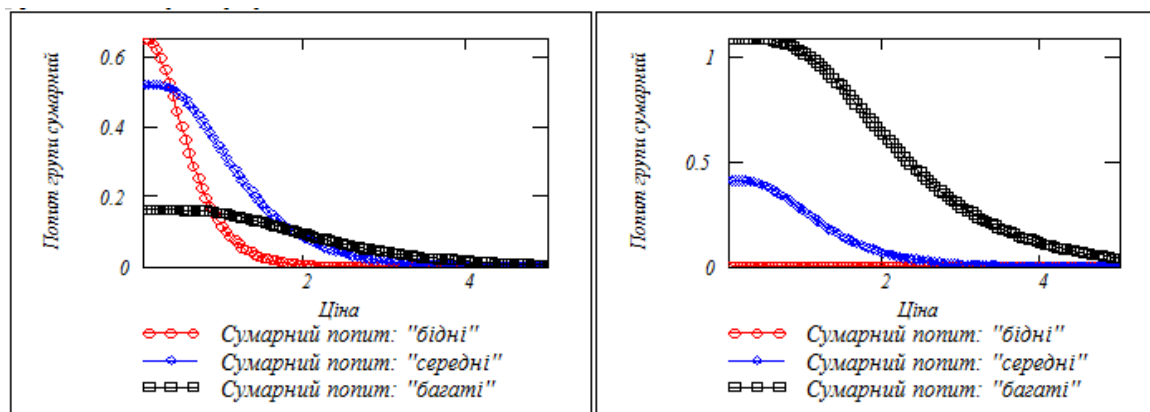 Попит групи сумарний
0.6
0.4
0.2
0
2
4
Ціна
Сумарний попит: "бідні"
Сумарний попит: "середні"
Сумарний попит: "багаті"
Попит групи сумарний
1
0.5
0
2
4
Ціна
Сумарний попит: "бідні"
Сумарний попит: "середні"
Сумарний попит: "багаті"